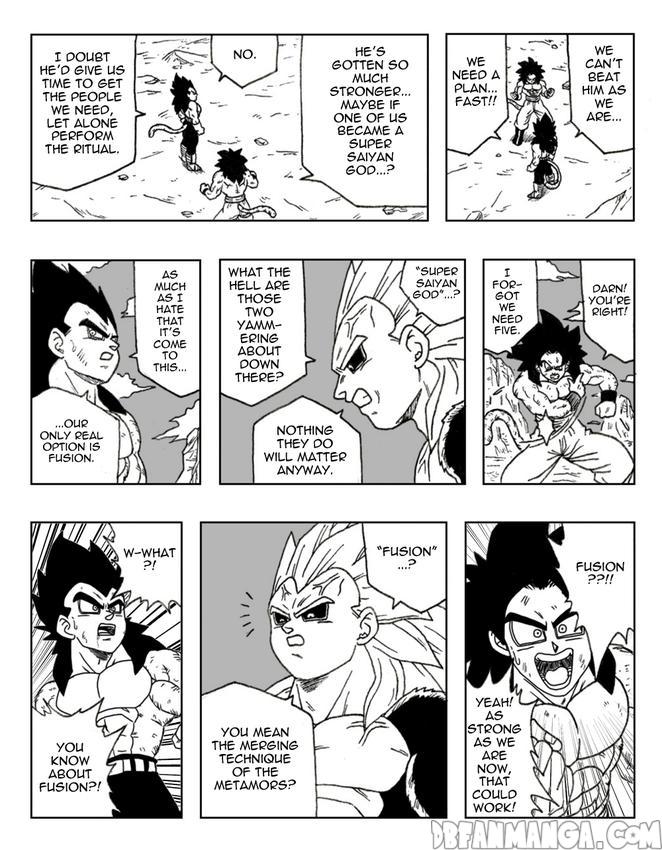 WE
CAN'T
BEAT
HIM AS
WE
ARE...
WE
NEED A
PLAN...
FAST!!
HE'S
GOTTEN SO
MUCH
STRONGER...
MAYBE IF
ONE OF US
BECAME A
SUPER
SAIYAN
GOD...?
NO.
I DOUBT
HE'D GIVE US
TIME TO GET
THE PEOPLE
WE NEED,
LET ALONE
PERFORM
THE RITUAL.
DARN!
YOU'RE
RIGHT!
I
FOR-
GOT
WE
NEED
FIVE.
"SUPER
SAIYAN
GOD"...?
WHAT THE
HELL ARE
THOSE
TWO
YAMM-
ERING
ABOUT
DOWN
THERE?
NOTHING
THEY DO
WILL MATTER
ANYWAY.
AS
MUCH
AS I
HATE
THAT
IT'S
COME
TO
THIS...
...OUR
ONLY REAL
OPTION IS
FUSION.
FUSION
??!!
YEAH!
AS
STRONG
AS WE
ARE
NOW,
THAT
COULD
WORK!
"FUSION"
...?
YOU MEAN
THE MERGING
TECHNIQUE
OF THE
METAMORS?
W-WHAT
?!
YOU
KNOW
ABOUT
FUSION?!
DBFANMANGA.COM